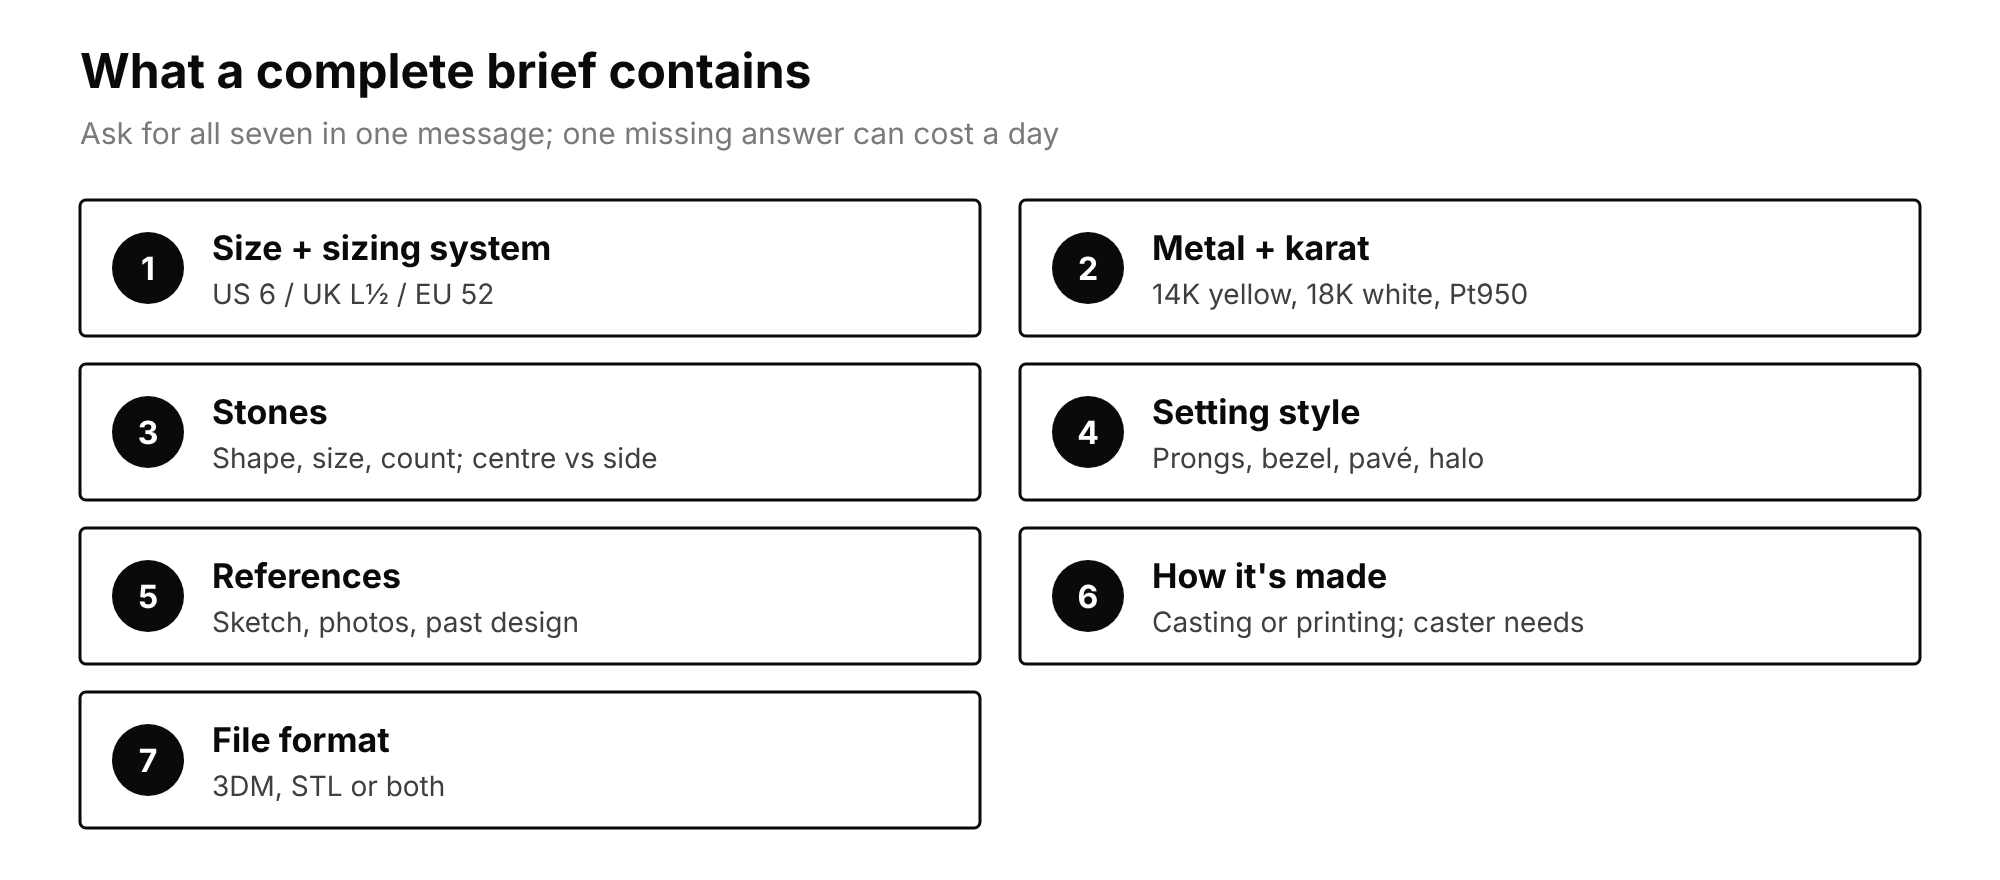 What a complete brief contains
Ask for all seven in one message; one missing answer can cost a day
1
Size + sizing system
US 6 / UK L½ / EU 52
2
Metal + karat
14K yellow, 18K white, Pt950
3
Stones
Shape, size, count; centre vs side
4
Setting style
Prongs, bezel, pavé, halo
5
References
Sketch, photos, past design
6
How it's made
Casting or printing; caster needs
7
File format
3DM, STL or both